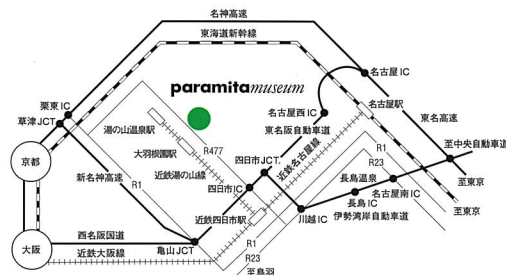 名神高速
東海道新幹線
paramitamuseum
名古屋IC
栗東IC
草津JCT
名古屋西IC
名古屋駅
東名高速
湯の山温泉駅
R477
東名阪自動車道
大羽根園駅
四日市JCT
近鉄名古屋線
R1
R23
至中央自動車道
京都
近鉄湯の山線
新名神高速
R1
四日市IC
長島温泉
名古屋南IC
至東京
長島IC
近鉄四日市駅
川越IC
伊勢湾岸自動車道
至東京
大阪
西名阪国道
近鉄大阪線
亀山JCT
R1
R23
至鳥羽